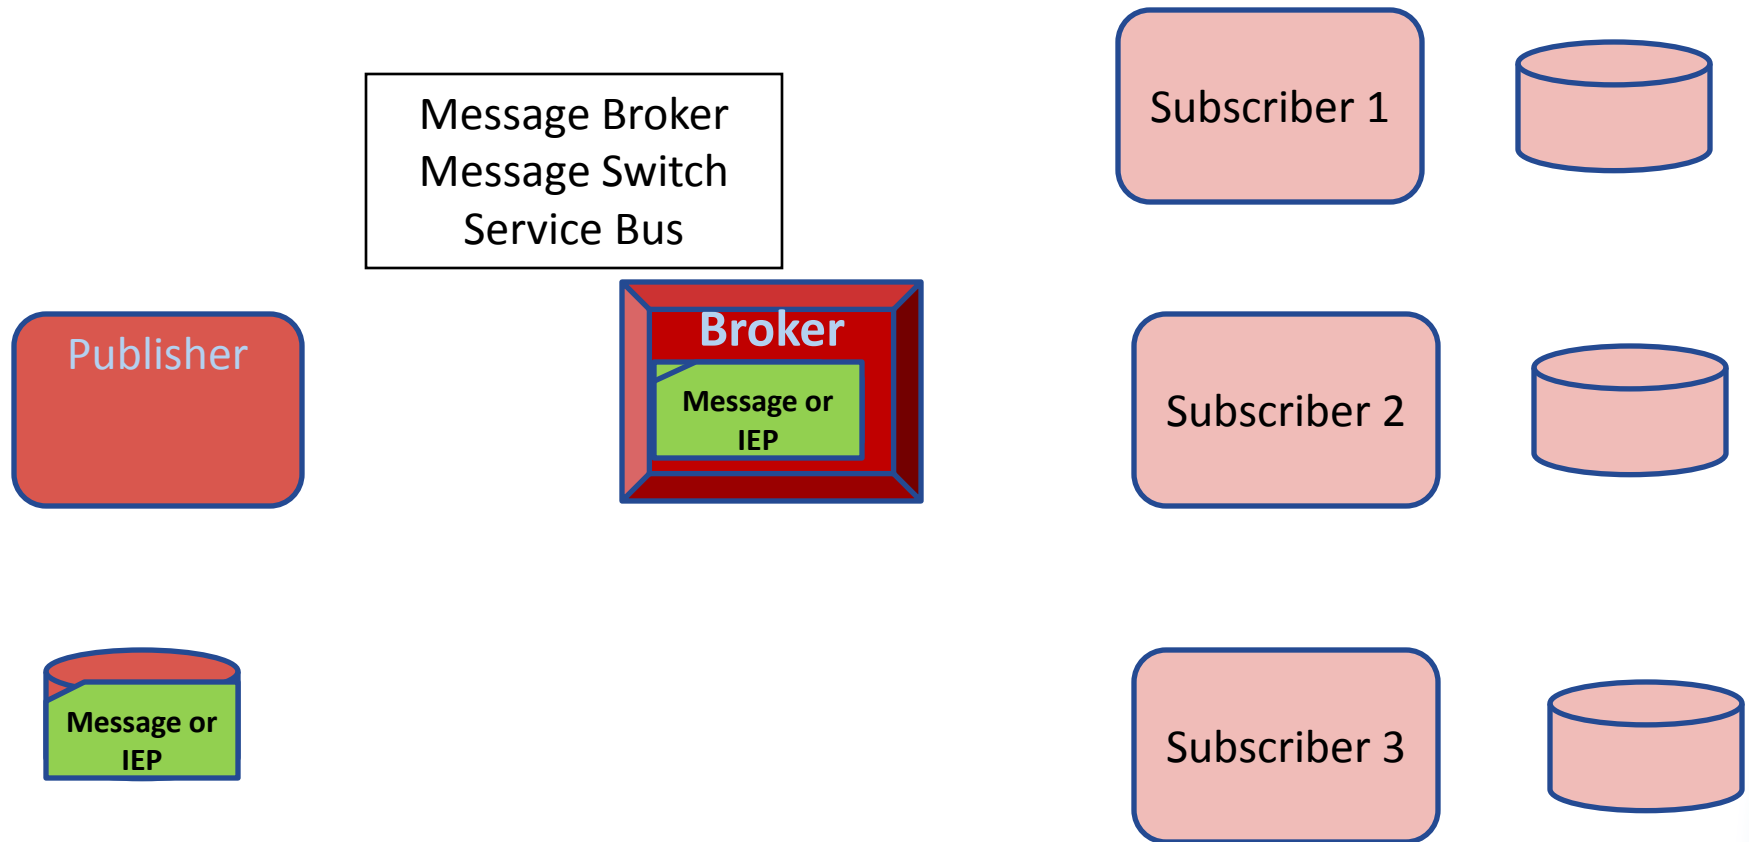 Message Broker
Message Switch
Service Bus
Subscriber 1
Publisher
Broker
Message or
IEP
Subscriber 2
Message or
IEP
Subscriber 3